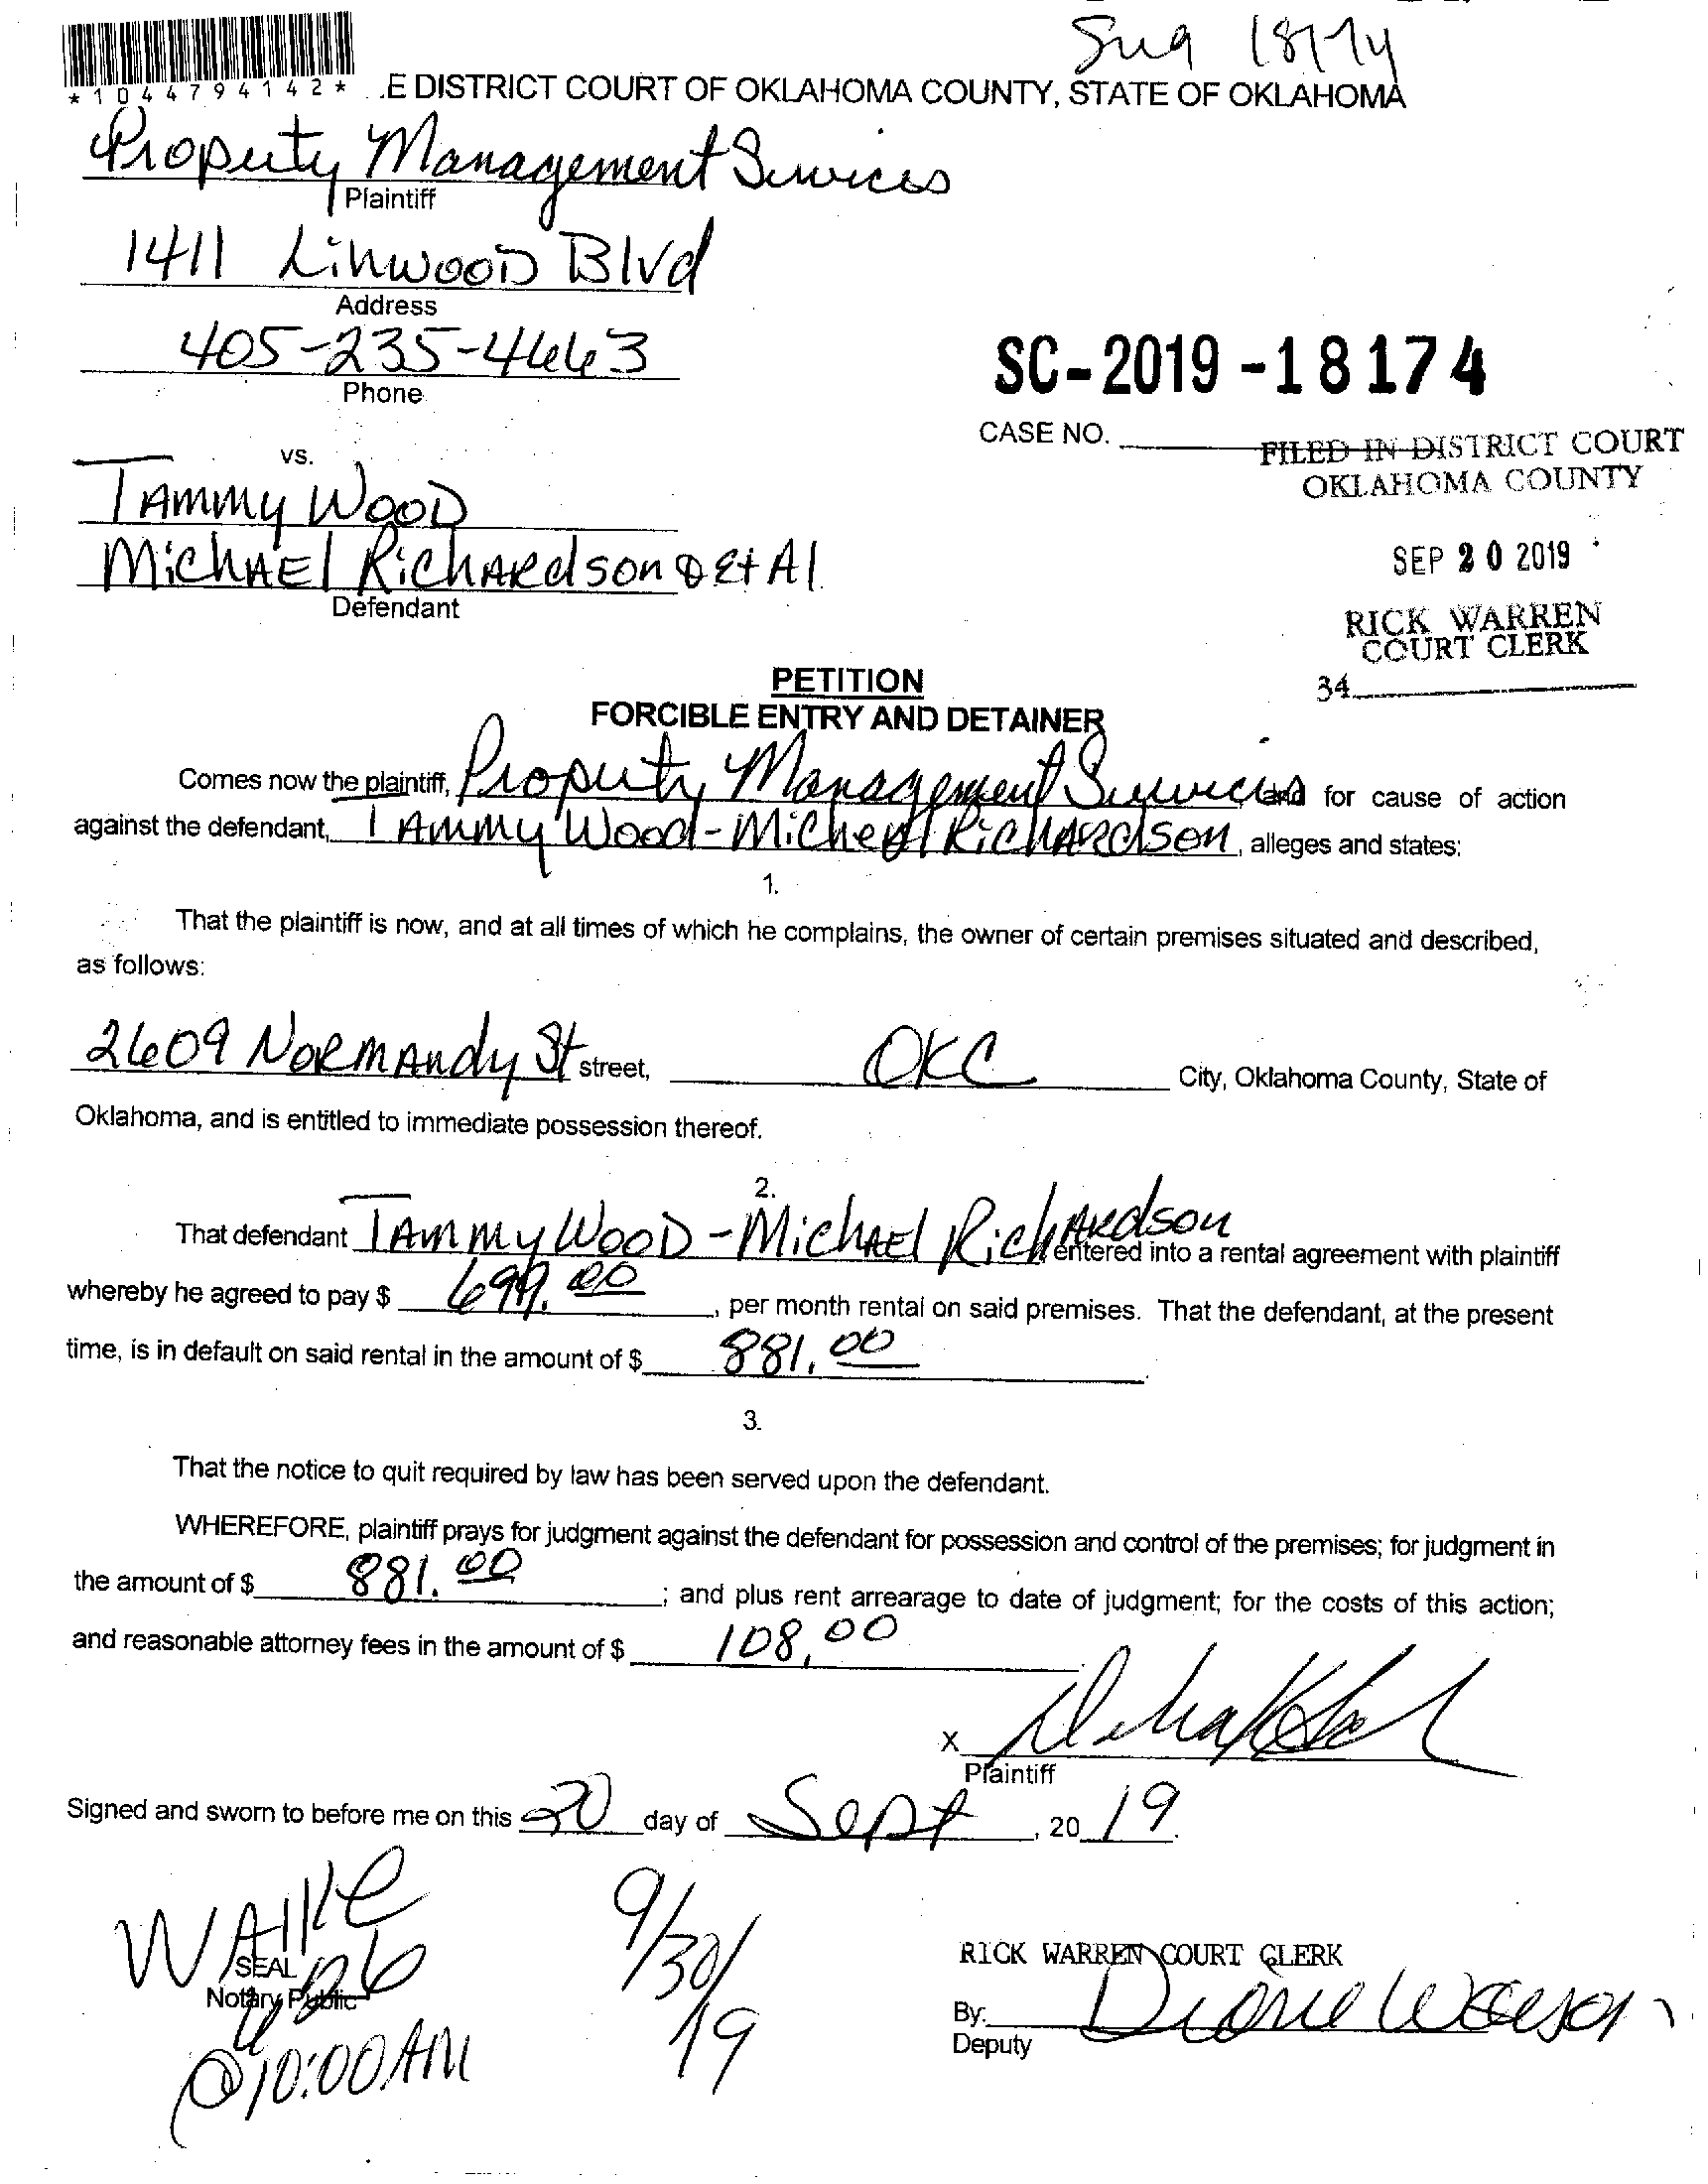 *1044794142*
.E DISTRICT COURT OF OKLAHOMA COUNTY, STATE OF OKLAHOMA
Property Management Services
Plaintiff
1411 Linwood Blvd
Address
405-235-4663
Phone
SC-2019-18174
CASE NO.
FILED IN DISTRICT COURT
OKLAHOMA COUNTY
vs.
Tammy Wood
Michael Richardson & Et Al.
Defendant
SEP 20 2019
RICK WARREN
COURT CLERK
34
PETITION
FORCIBLE ENTRY AND DETAINER
Comes now the plaintiff, Property Management Services and for cause of action
against the defendant, Tammy Wood - Michael Richardson, alleges and states:
1.
That the plaintiff is now, and at all times of which he complains, the owner of certain premises situated and described,
as follows:
2609 Normandy St street, OKC City, Oklahoma County, State of
Oklahoma, and is entitled to immediate possession thereof.
2.
That defendant Tammy Wood - Michael Richardson entered into a rental agreement with plaintiff
whereby he agreed to pay $ 699.00, per month rental on said premises. That the defendant, at the present
time, is in default on said rental in the amount of $ 881.00.
3.
That the notice to quit required by law has been served upon the defendant.
WHEREFORE, plaintiff prays for judgment against the defendant for possession and control of the premises; for judgment in
the amount of $ 881.00; and plus rent arrearage to date of judgment; for the costs of this action;
and reasonable attorney fees in the amount of $ 108.00
X
Plaintiff
Signed and sworn to before me on this 20 day of Sept, 2019.
9/30/19
SEAL
Notary Public
@10:00 AM
RICK WARREN COURT CLERK
By:
Deputy